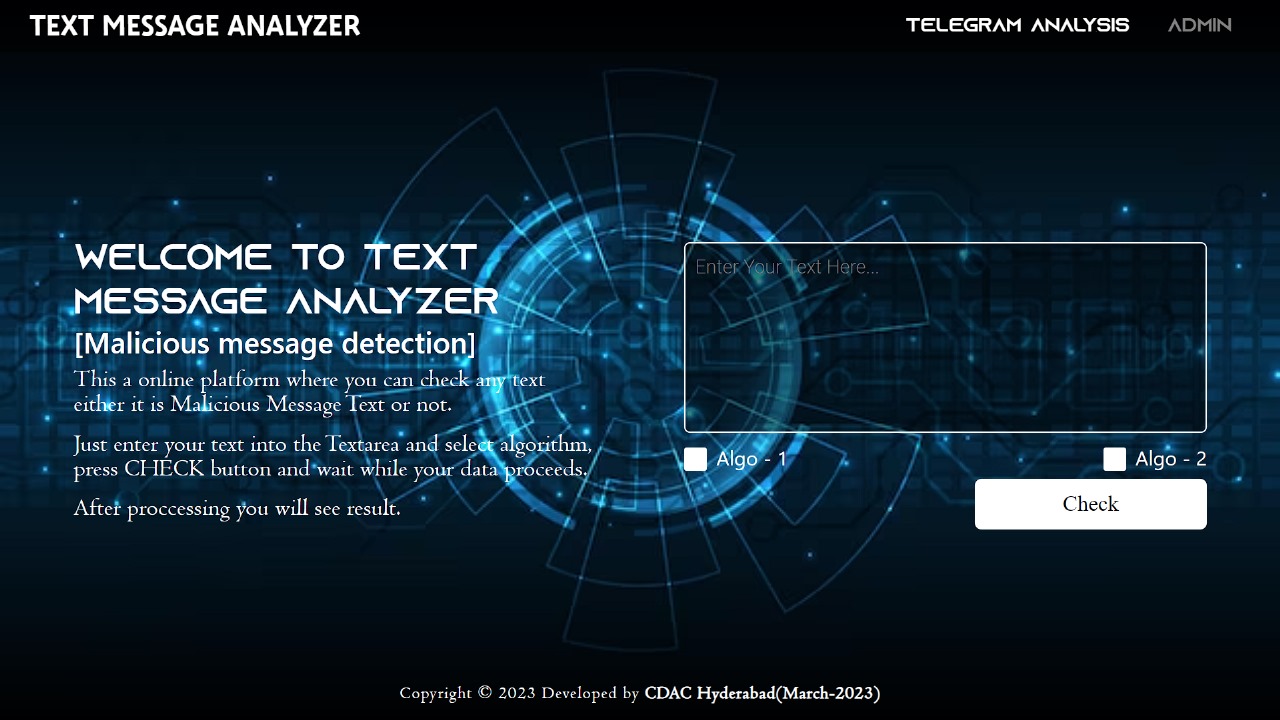 TEXT MESSAGE ANALYZER
TELEGRAM ANALYSIS
ADMIN
WELCOME TO TEXT
MESSAGE ANALYZER
[Malicious message detection]
This a online platform where you can check any text
either it is Malicious Message Text or not.
Just enter your text into the Textarea and select algorithm,
press CHECK button and wait while your data proceeds.
After proccessing you will see result.
Enter Your Text Here...
Algo - 1
Algo - 2
Check
Copyright © 2023 Developed by CDAC Hyderabad(March-2023)